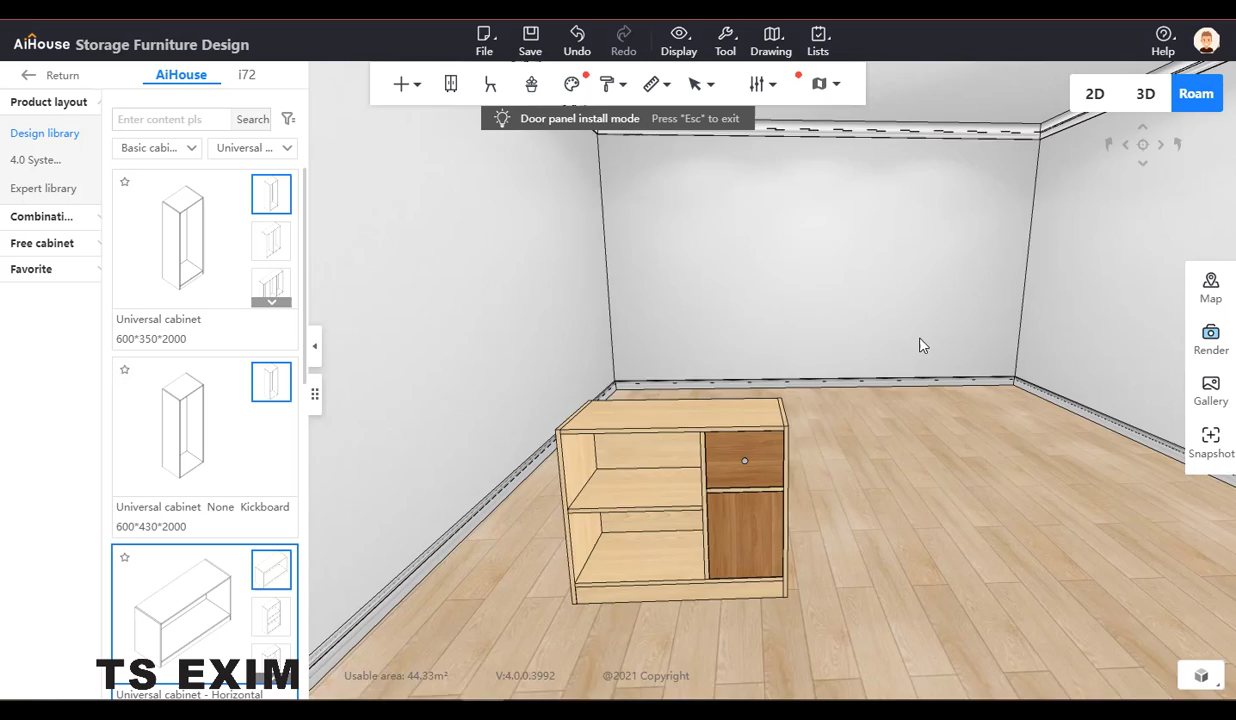 AiHouse Storage Furniture Design
File
Save
Undo
Redo
Display
Tool
Drawing
Lists
Help
Return
AiHouse
i72
Product layout
Design library
4.0 Syste...
Expert library
Combinati...
Free cabinet
Favorite
Enter content pls
Search
Basic cabi...
Universal ...
Universal cabinet
600*350*2000
Universal cabinet None Kickboard
600*430*2000
Universal cabinet - Horizontal
TS EXIM
Door panel install mode Press "Esc" to exit
2D
3D
Roam
Map
Render
Gallery
Snapshot
Usable area: 44.33m²
V:4.0.0.3992
@2021 Copyright